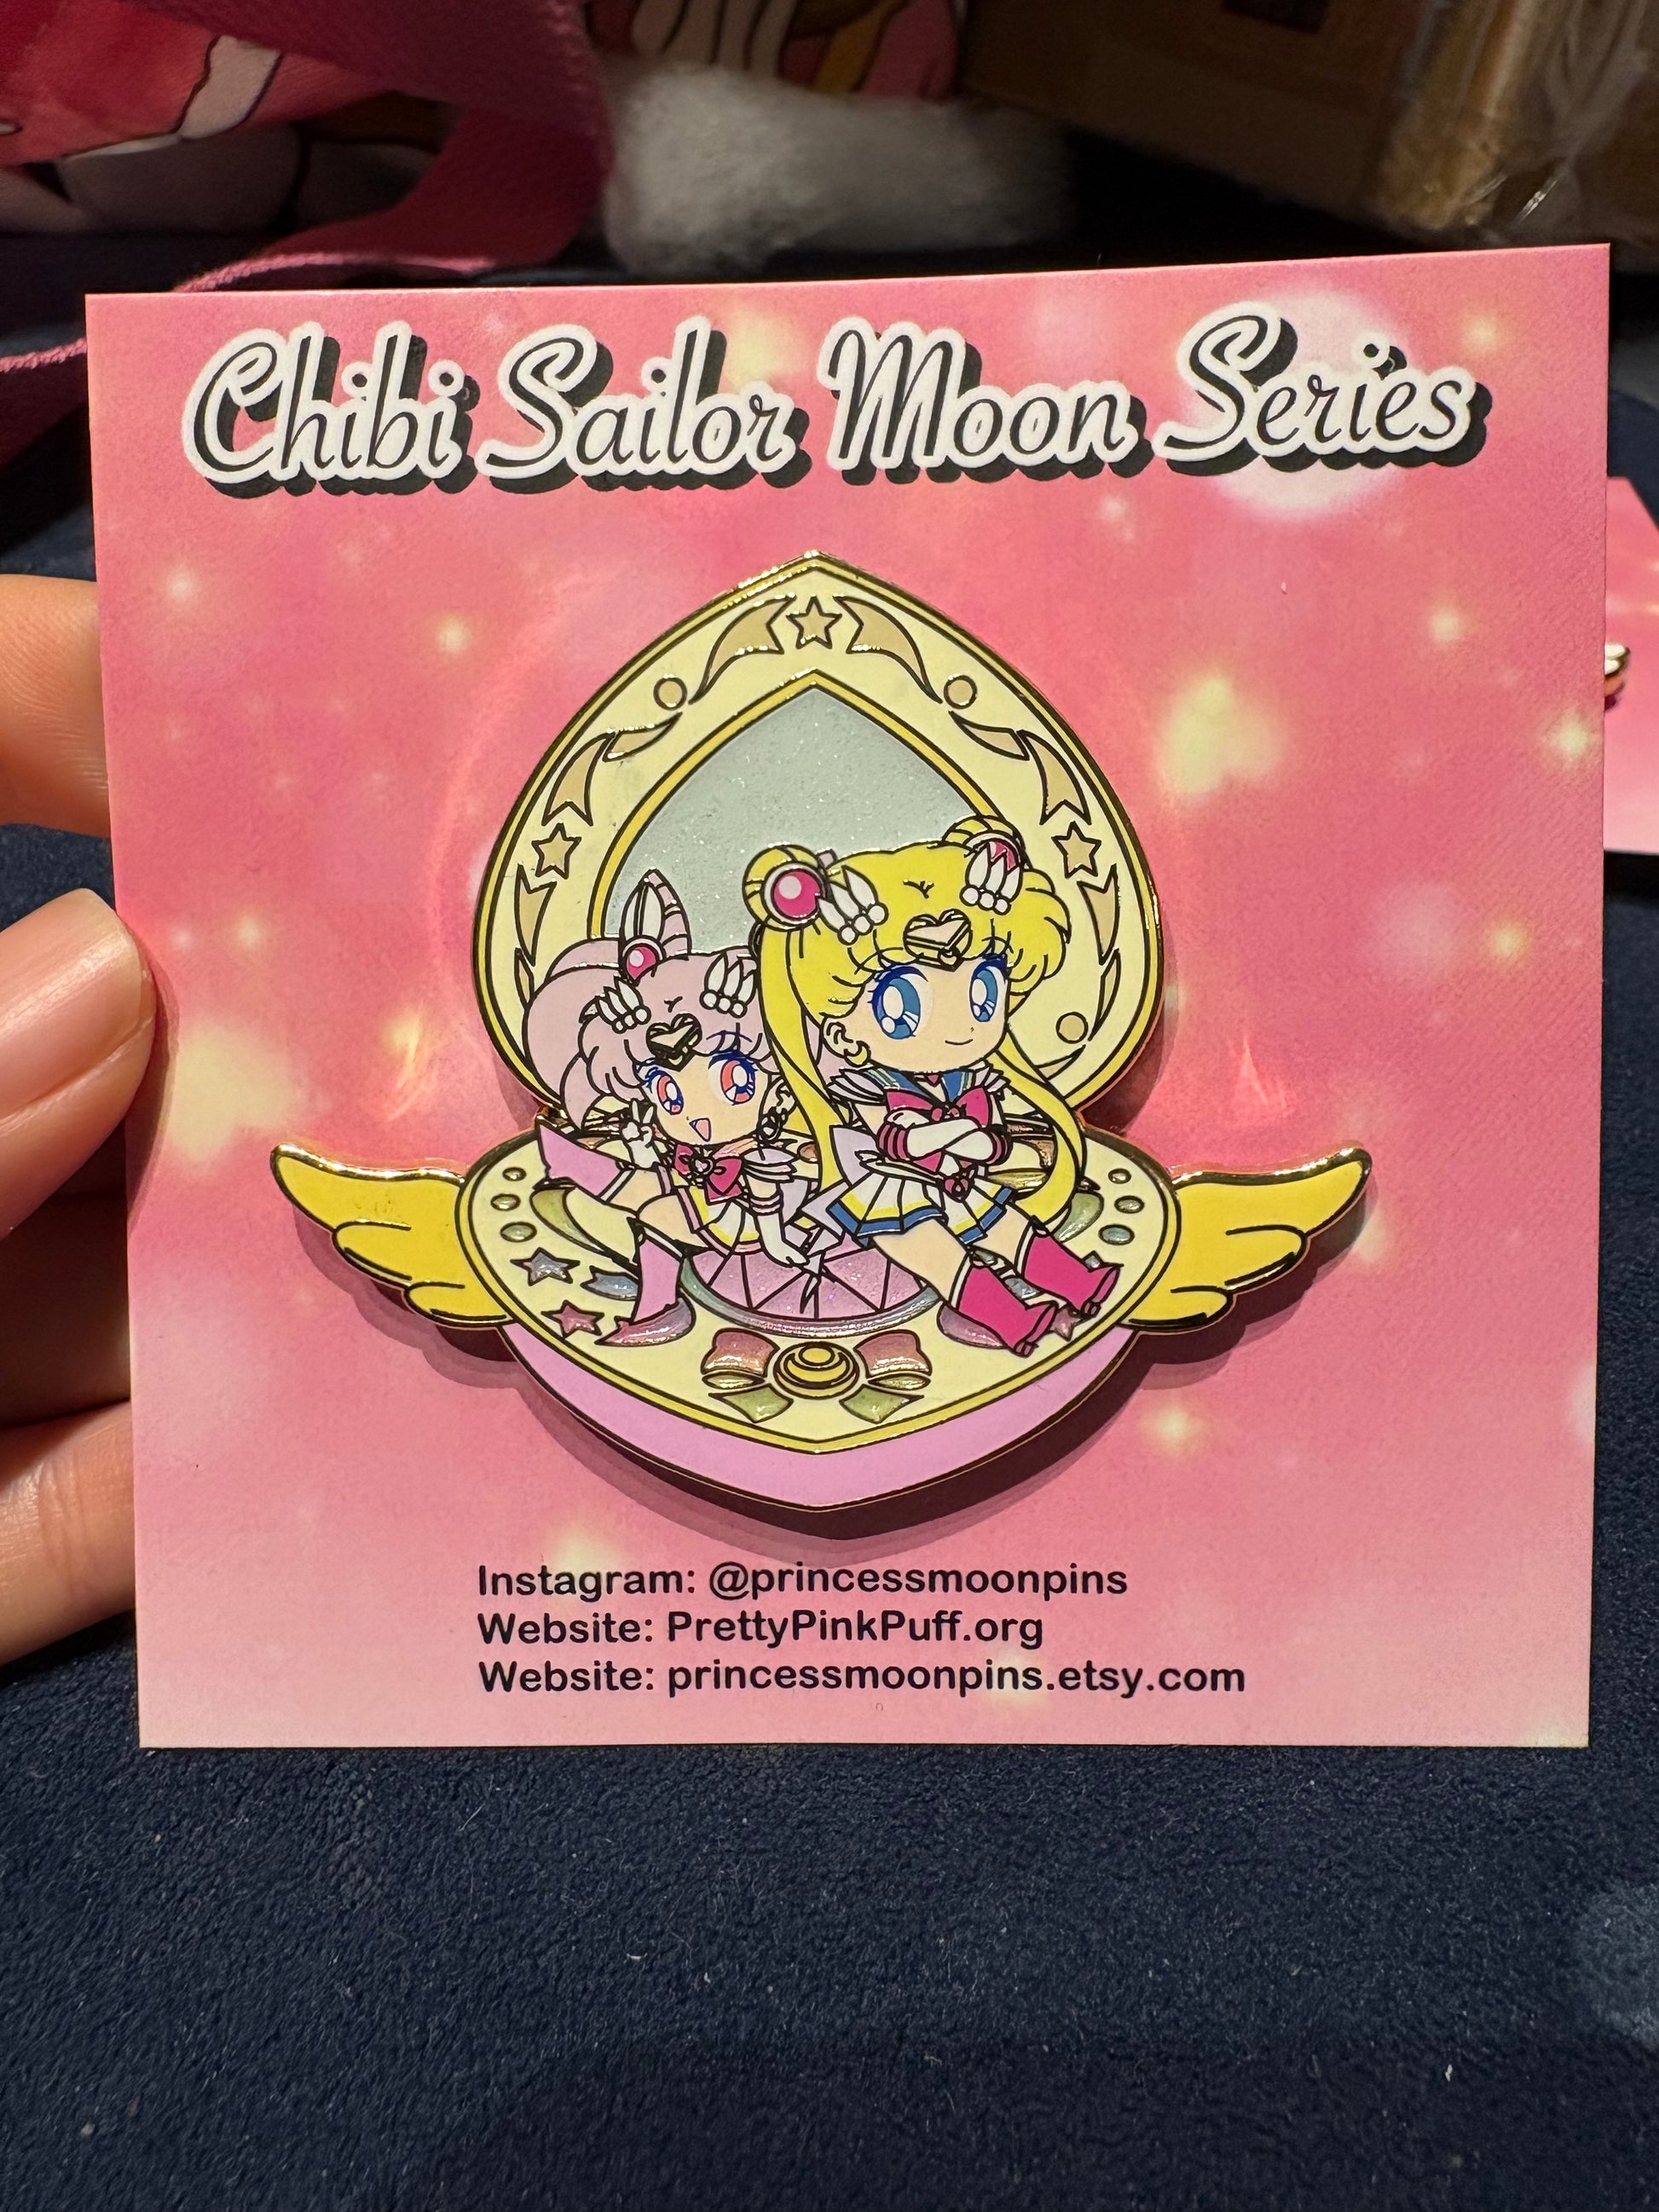 Chibi Sailor Moon Series
Instagram: @princessmoonpins
Website: PrettyPinkPuff.org
Website: princessmoonpins.etsy.com